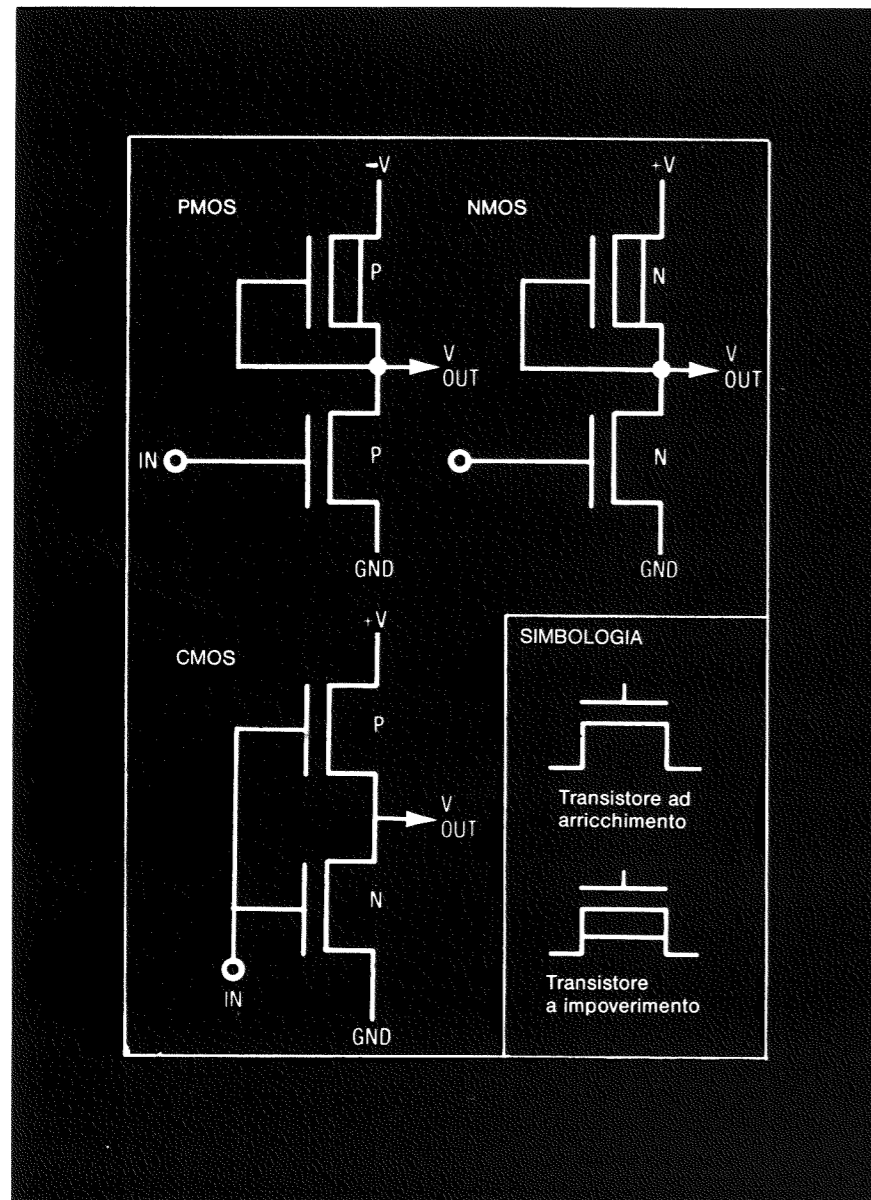 PMOS
–V
P
V
OUT
IN
P
GND
NMOS
+V
N
V
OUT
N
GND
CMOS
+V
P
V
OUT
N
IN
GND
SIMBOLOGIA
Transistore ad
arricchimento
Transistore
a impoverimento